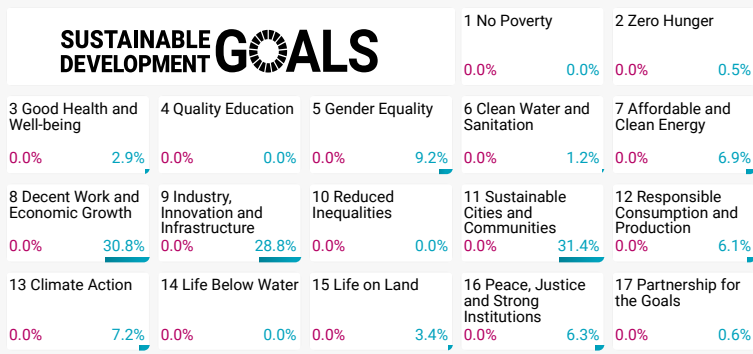 SUSTAINABLE
DEVELOPMENT
GOALS
1 No Poverty
0.0% 0.0%
2 Zero Hunger
0.0% 0.5%
3 Good Health and
Well-being
0.0% 2.9%
4 Quality Education
0.0% 0.0%
5 Gender Equality
0.0% 9.2%
6 Clean Water and
Sanitation
0.0% 1.2%
7 Affordable and
Clean Energy
0.0% 6.9%
8 Decent Work and
Economic Growth
0.0% 30.8%
9 Industry,
Innovation and
Infrastructure
0.0% 28.8%
10 Reduced
Inequalities
0.0% 0.0%
11 Sustainable
Cities and
Communities
0.0% 31.4%
12 Responsible
Consumption and
Production
0.0% 6.1%
13 Climate Action
0.0% 7.2%
14 Life Below Water
0.0% 0.0%
15 Life on Land
0.0% 3.4%
16 Peace, Justice
and Strong
Institutions
0.0% 6.3%
17 Partnership for
the Goals
0.0% 0.6%